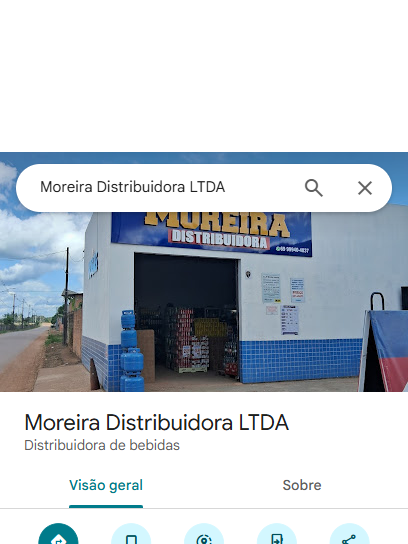 Moreira Distribuidora LTDA
MOREIRA
DISTRIBUIDORA
Moreira Distribuidora LTDA
Distribuidora de bebidas
Visão geral
Sobre